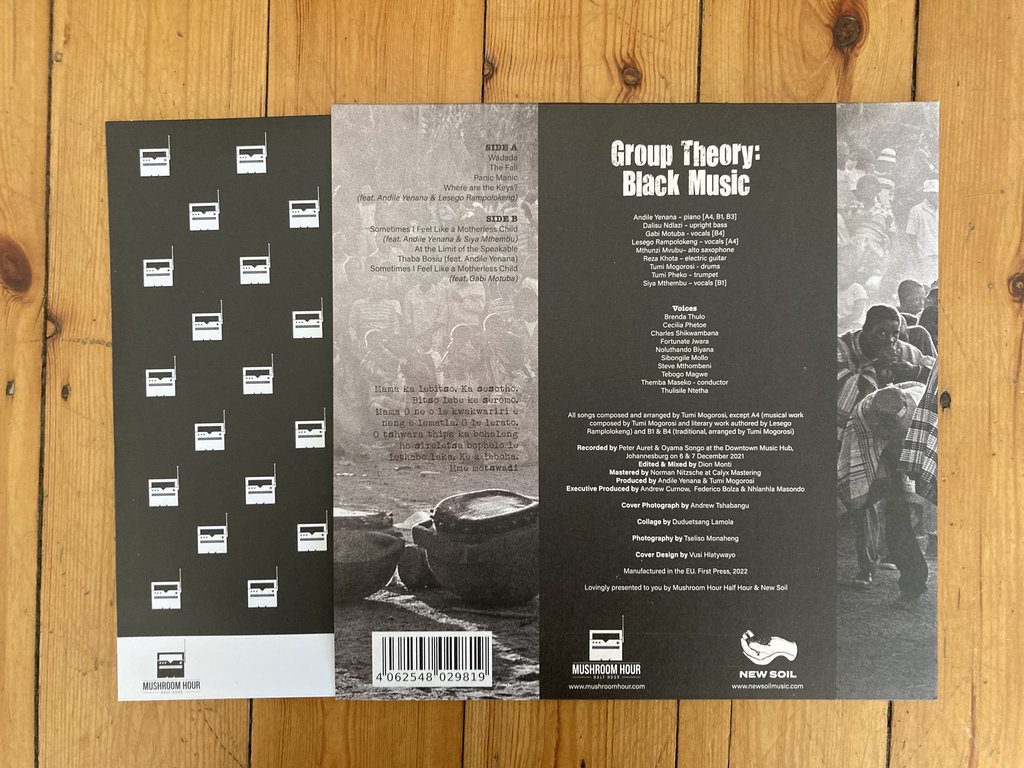 SIDE A
Wadada
The Fall
Panic Manic
Where are the Keys?
(feat. Andile Yenana & Lesego Rampolokeng)
SIDE B
Sometimes I Feel Like a Motherless Child
(feat. Andile Yenana & Siya Mthembu)
At the Limit of the Speakable
Thaba Bosiu (feat. Andile Yenana)
Sometimes I Feel Like a Motherless Child
(feat. Gabi Motuba)
Mama ka lebitso. Ka sesotho.
Bitso lebe ke seromo.
Mama O ne o le kwakwariri e
neng e lematla. O le lerato.
O tshwara thipa ka bohaleng
ho sireletsa bophelo le
lethabo laka. Ke a leboha.
Mme motswadi
4 062548 029819
Group Theory:
Black Music
Andile Yenana – piano [A4, B1, B3]
Dalisu Ndlazi – upright bass
Gabi Motuba – vocals [B4]
Lesego Rampolokeng – vocals [A4]
Mthunzi Mvubu– alto saxophone
Reza Khota – electric guitar
Tumi Mogorosi - drums
Tumi Pheko – trumpet
Siya Mthembu – vocals [B1]
Voices
Brenda Thulo
Cecilia Phetoe
Charles Shikwambana
Fortunate Jwara
Noluthando Biyana
Sibongile Mollo
Steve Mthombeni
Tebogo Magwe
Themba Maseko – conductor
Thulisile Ntetha
All songs composed and arranged by Tumi Mogorosi, except A4 (musical work
composed by Tumi Mogorosi and literary work authored by Lesego
Ramplolokeng) and B1 & B4 (traditional, arranged by Tumi Mogorosi)
Recorded by Peter Auret & Oyama Songo at the Downtown Music Hub,
Johannesburg on 6 & 7 December 2021
Edited & Mixed by Dion Monti
Mastered by Norman Nitzsche at Calyx Mastering
Produced by Andile Yenana & Tumi Mogorosi
Executive Produced by Andrew Curnow, Federico Bolza & Nhlanhla Masondo
Cover Photograph by Andrew Tshabangu
Collage by Duduetsang Lamola
Photography by Tseliso Monaheng
Cover Design by Vusi Hlatywayo
Manufactured in the EU. First Press, 2022
Lovingly presented to you by Mushroom Hour Half Hour & New Soil
MUSHROOM HOUR
HALF HOUR
www.mushroomhour.com
NEW SOIL
www.newsoilmusic.com
MUSHROOM HOUR
HALF HOUR